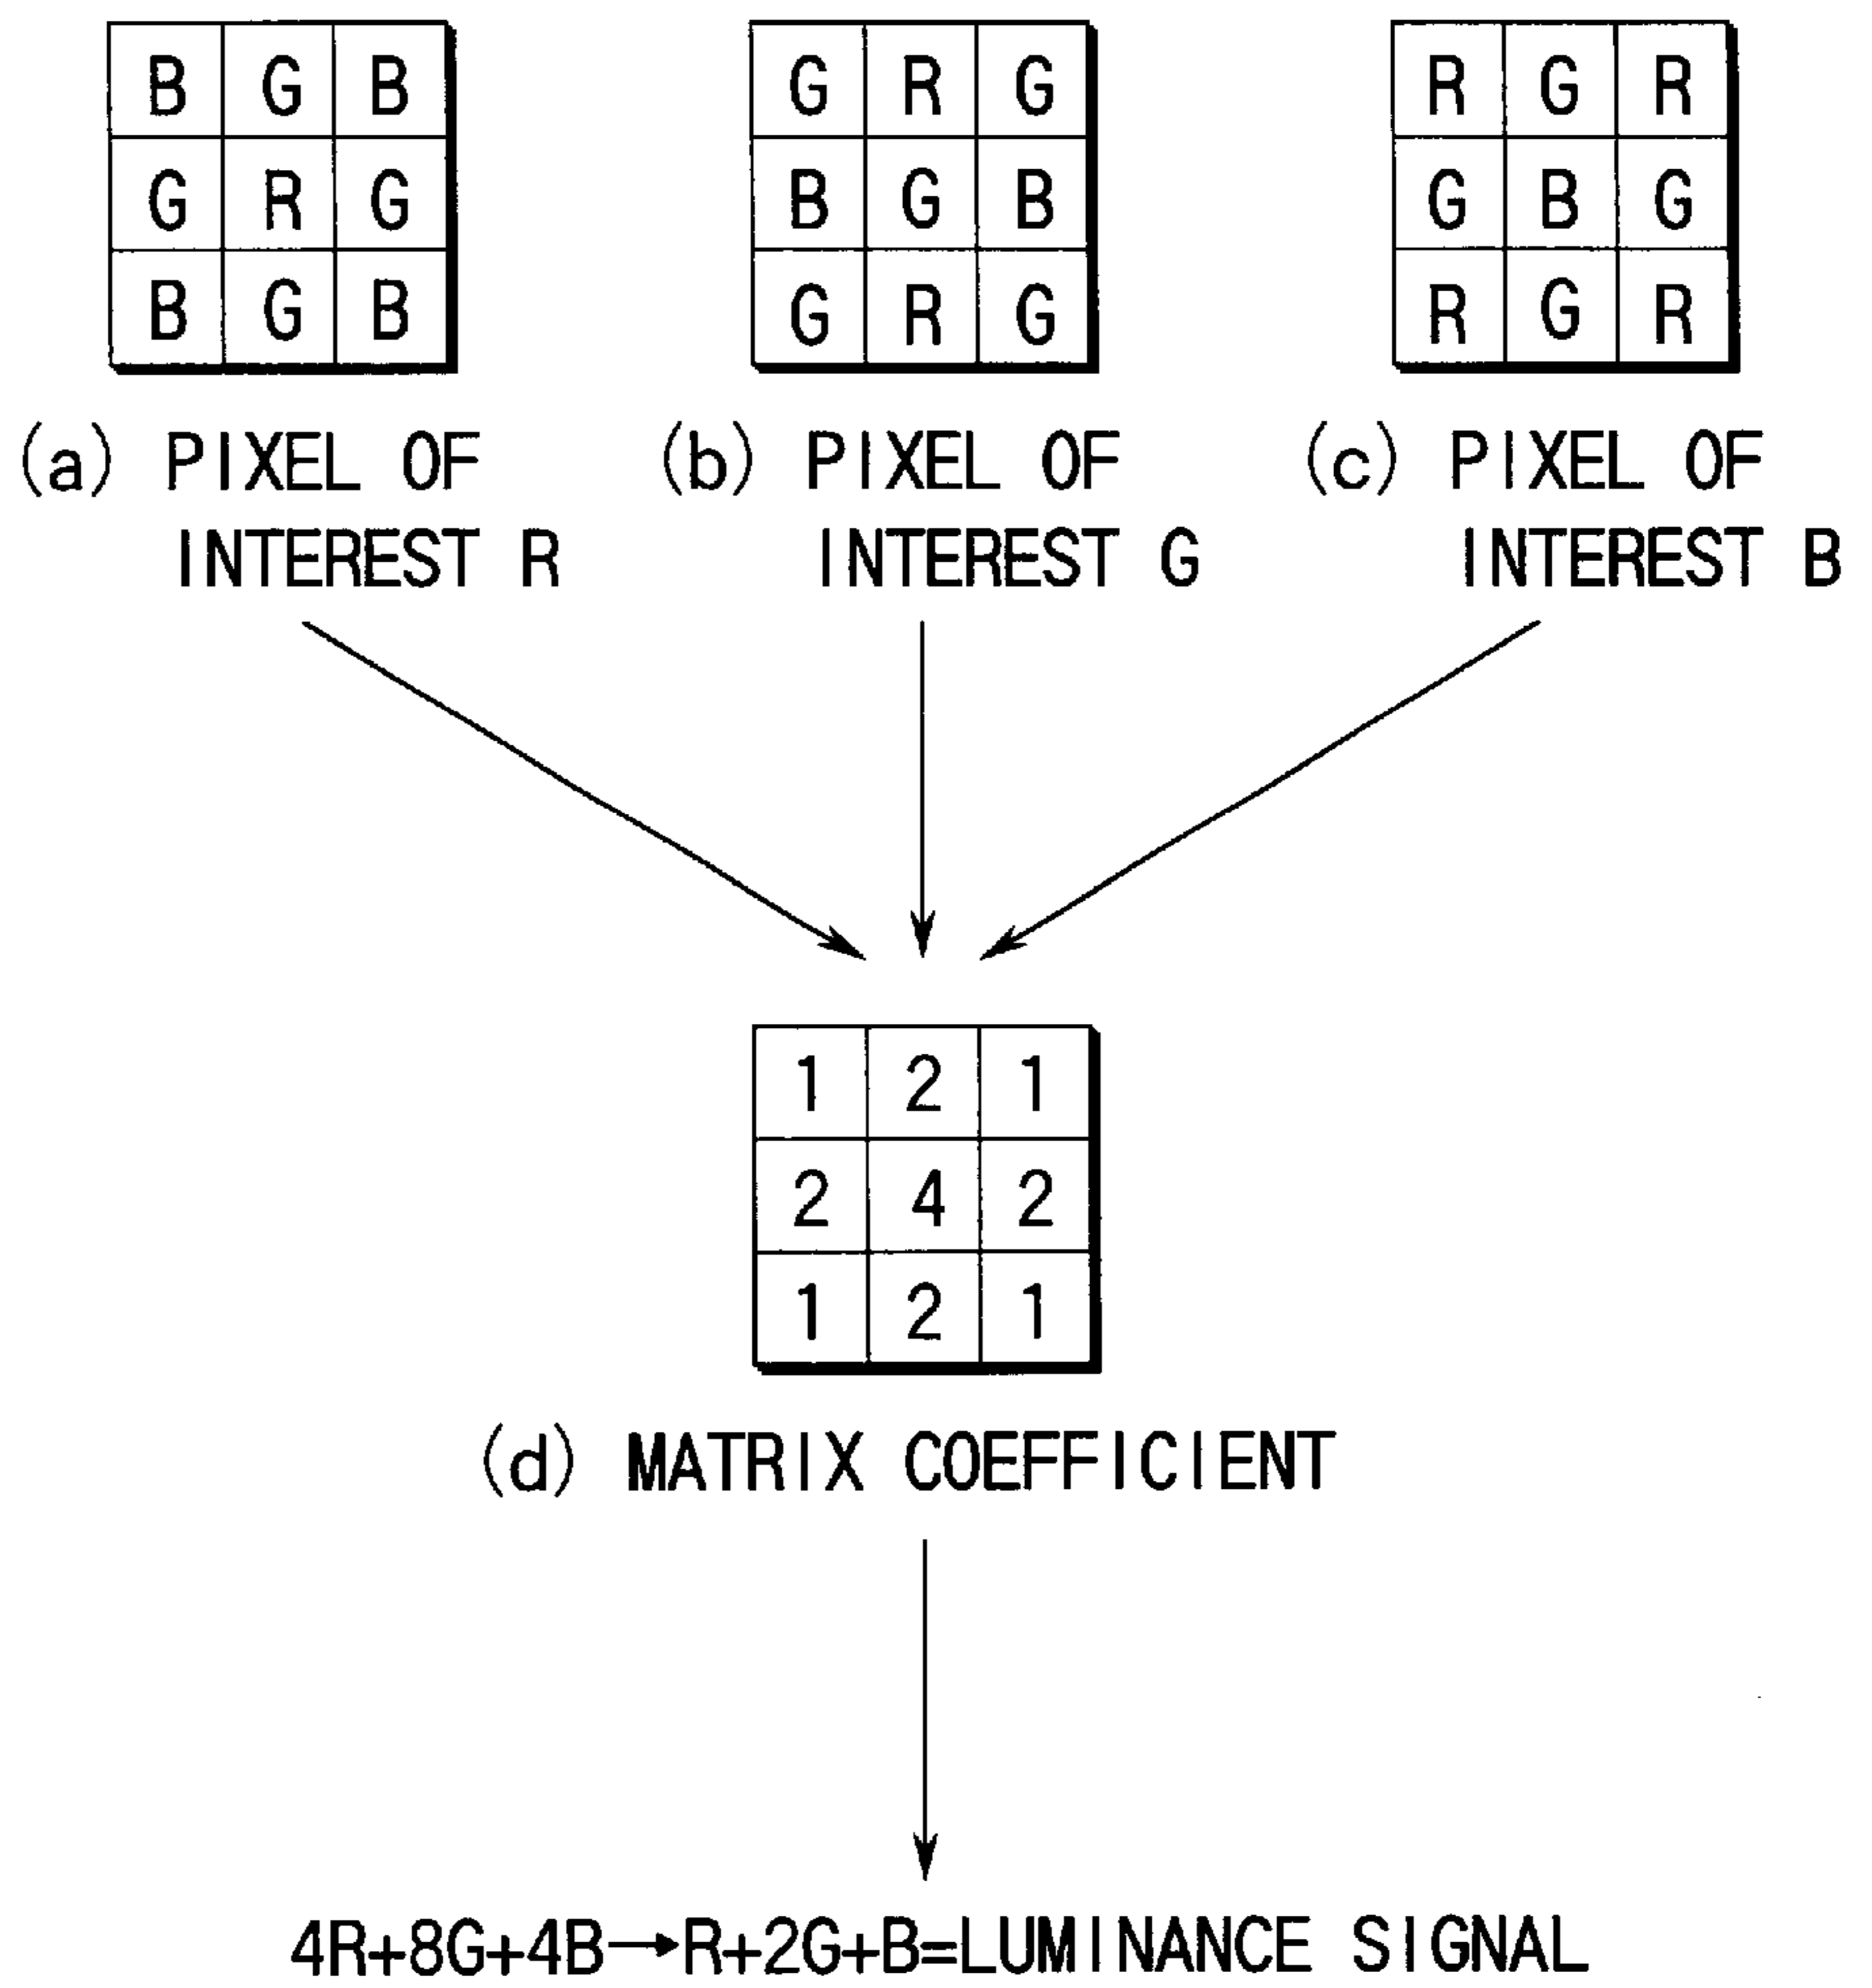 B G B
G R G
B G B
G R G
B G B
G R G
R G R
G B G
R G R
(a) PIXEL OF
INTEREST R
(b) PIXEL OF
INTEREST G
(c) PIXEL OF
INTEREST B
1 2 1
2 4 2
1 2 1
(d) MATRIX COEFFICIENT
4R+8G+4B→R+2G+B=LUMINANCE SIGNAL